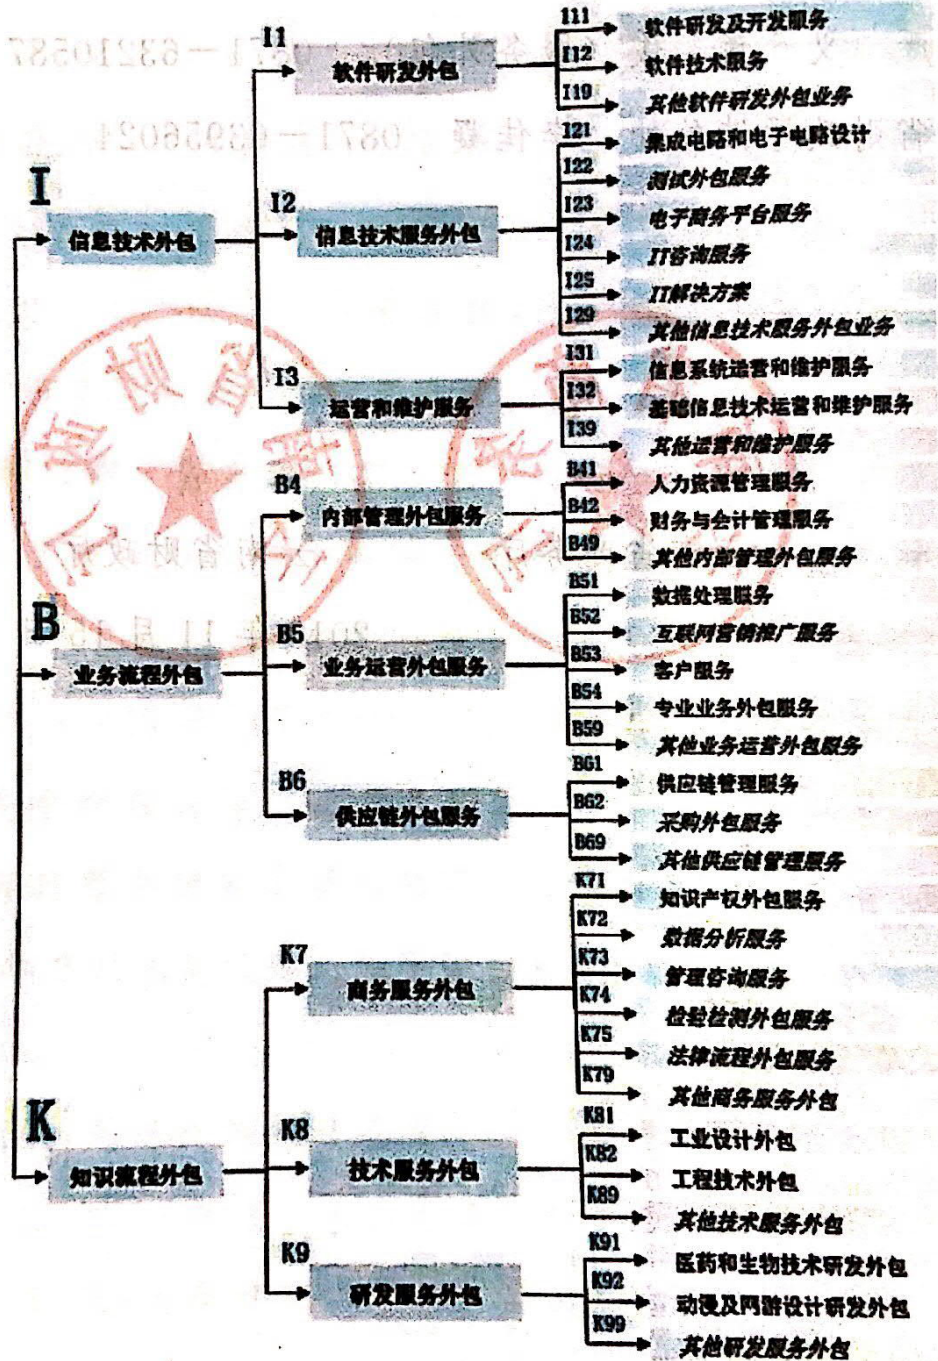 I
信息技术外包
I1
软件研发外包
I11
软件研发及开发服务
I12
软件技术服务
I19
其他软件研发外包业务
I2
信息技术服务外包
I21
集成电路和电子电路设计
I22
测试外包服务
I23
电子商务平台服务
I24
IT咨询服务
I25
IT解决方案
I29
其他信息技术服务外包业务
I3
运营和维护服务
I31
信息系统运营和维护服务
I32
基础信息技术运营和维护服务
I39
其他运营和维护服务
B
业务流程外包
B4
内部管理外包服务
B41
人力资源管理服务
B42
财务与会计管理服务
B49
其他内部管理外包服务
B5
业务运营外包服务
B51
数据处理服务
B52
互联网营销推广服务
B53
客户服务
B54
专业业务外包服务
B59
其他业务运营外包服务
B6
供应链外包服务
B61
供应链管理服务
B62
采购外包服务
B69
其他供应链管理服务
K
知识流程外包
K7
商务服务外包
K71
知识产权外包服务
K72
数据分析服务
K73
管理咨询服务
K74
检验检测外包服务
K75
法律流程外包服务
K79
其他商务服务外包
K8
技术服务外包
K81
工业设计外包
K82
工程技术外包
K89
其他技术服务外包
K9
研发服务外包
K91
医药和生物技术研发外包
K92
动漫及网游设计研发外包
K99
其他研发服务外包